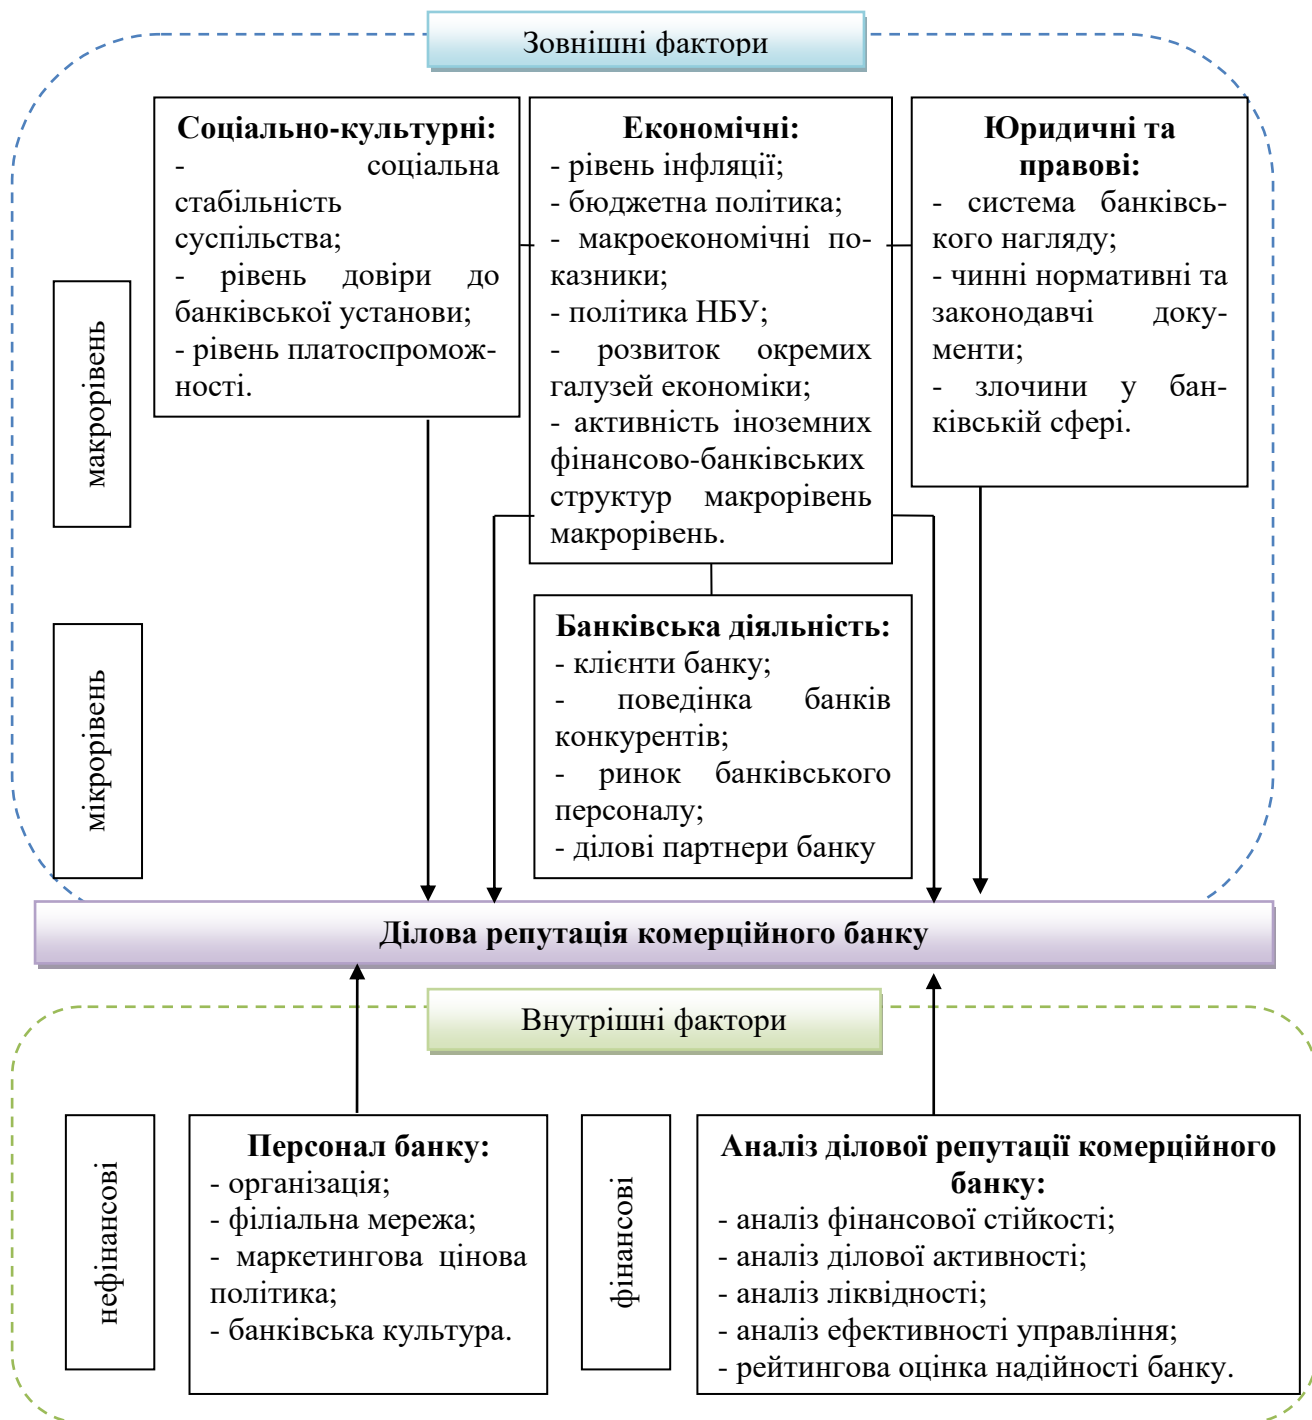 Зовнішні фактори
Соціально-культурні:
- соціальна
стабільність
суспільства;
- рівень довіри до
банківської установи;
- рівень платоспромож-
ності.
Економічні:
- рівень інфляції;
- бюджетна політика;
- макроекономічні по-
казники;
- політика НБУ;
- розвиток окремих
галузей економіки;
- активність іноземних
фінансово-банківських
структур макрорівень
макрорівень.
Юридичні та
правові:
- система банківсь-
кого нагляду;
- чинні нормативні та
законодавчі доку-
менти;
- злочини у бан-
ківській сфері.
макрорівень
мікрорівень
Банківська діяльність:
- клієнти банку;
- поведінка банків
конкурентів;
- ринок банківського
персоналу;
- ділові партнери банку
Ділова репутація комерційного банку
Внутрішні фактори
нефінансові
Персонал банку:
- організація;
- філіальна мережа;
- маркетингова цінова
політика;
- банківська культура.
фінансові
Аналіз ділової репутації комерційного
банку:
- аналіз фінансової стійкості;
- аналіз ділової активності;
- аналіз ліквідності;
- аналіз ефективності управління;
- рейтингова оцінка надійності банку.